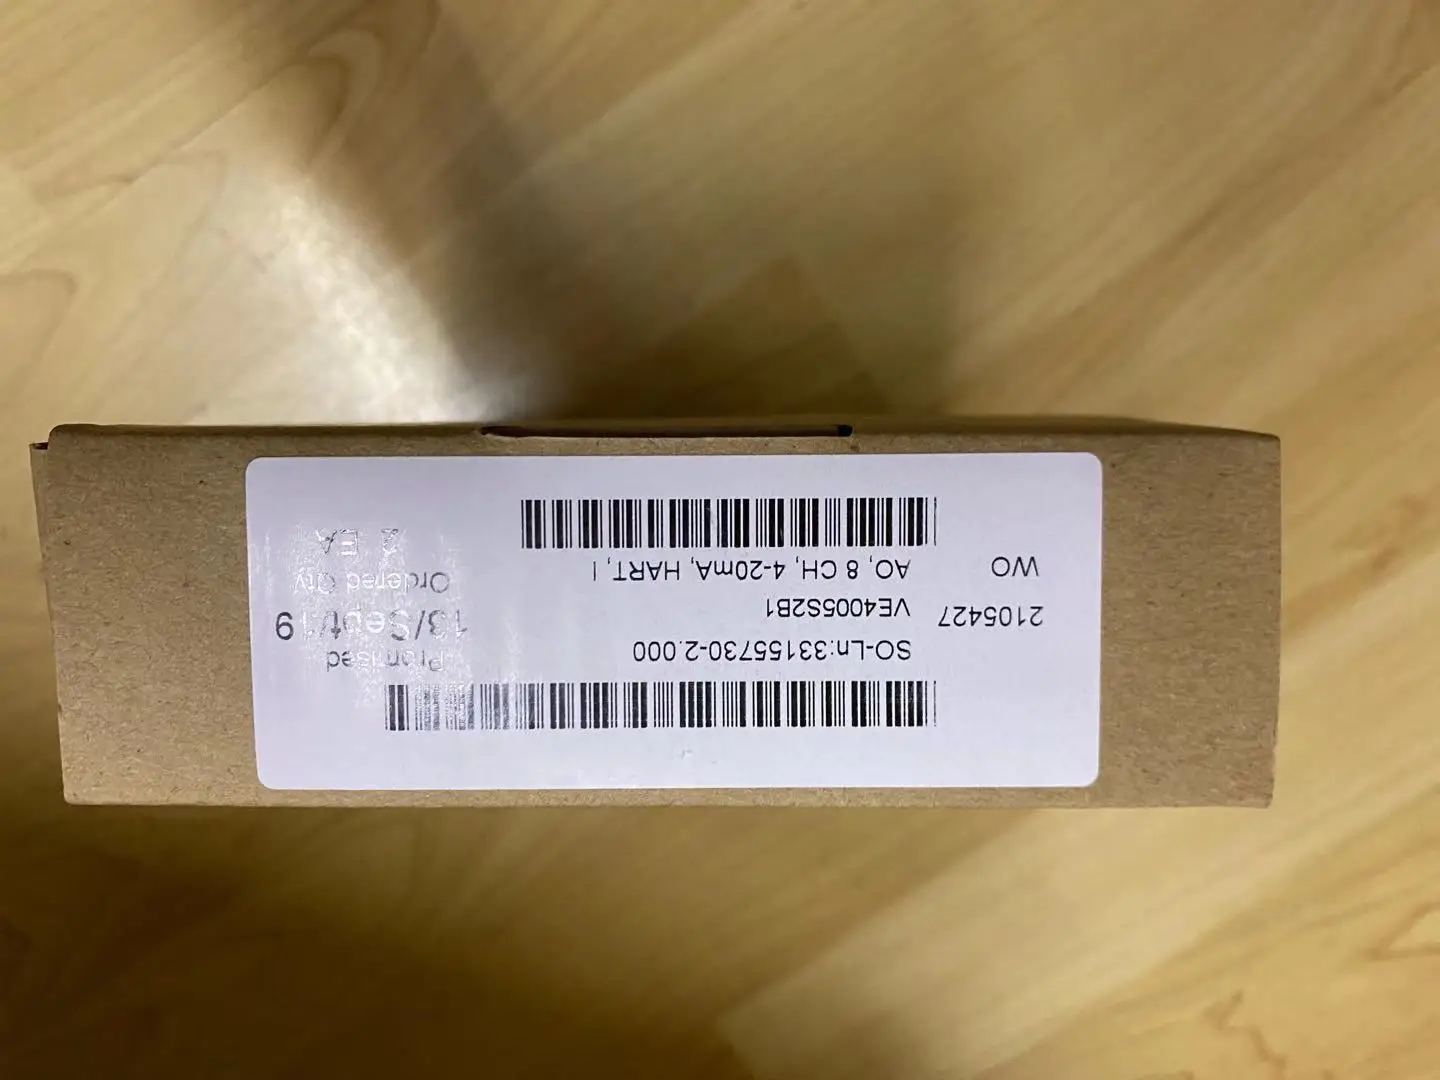 SO-Ln:33155730-2.000
Promised
2105427
VE4005S2B1
13/Sept/19
WO
AO, 8 CH, 4-20mA, HART, I
Ordered Qty
2 EA